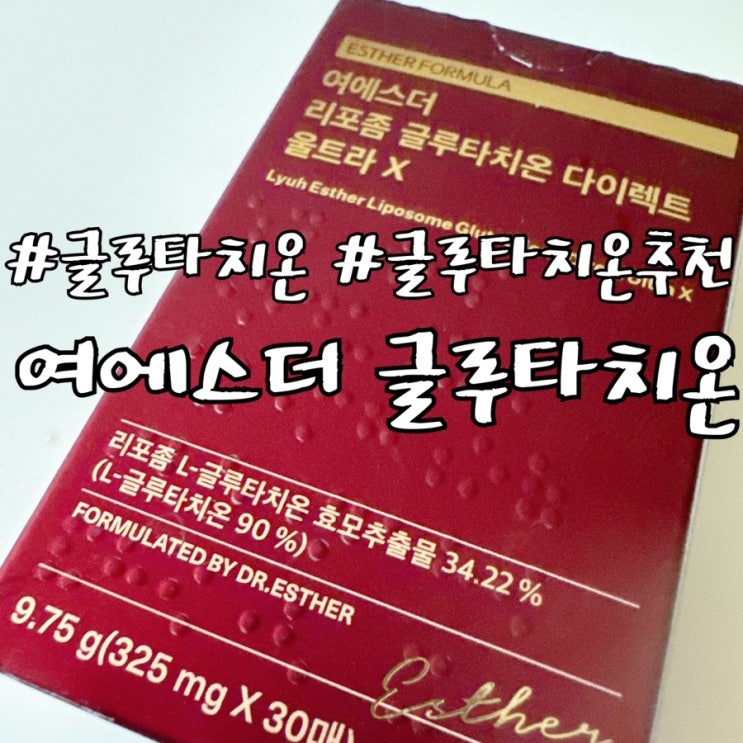 ESTHER FORMULA
여에스더
리포좀 글루타치온 다이렉트
울트라 X
Lyuh Esther Liposome
#글루타치온 #글루타치온추천
여에스더 글루타치온
리포좀 L-글루타치온 효모추출물 34.22 %
(L-글루타치온 90 %)
FORMULATED BY DR.ESTHER
9.75 g(325 mg X 30매)
Esther